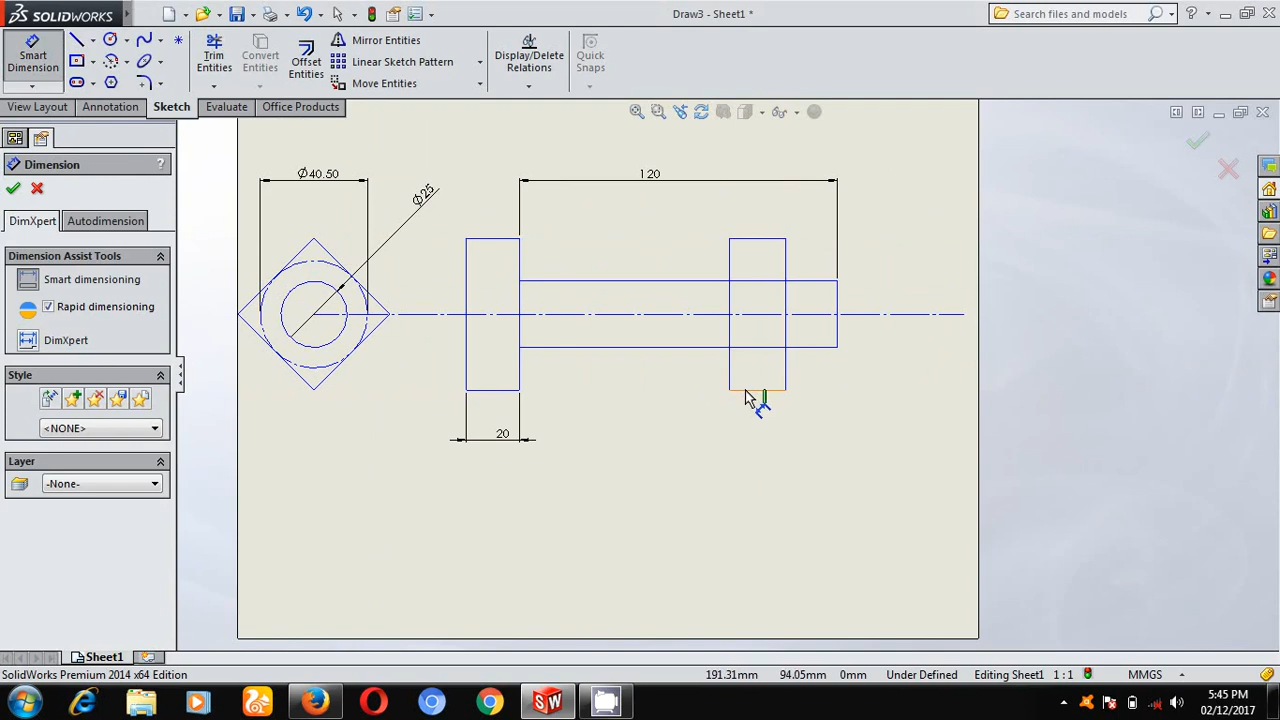 SOLIDWORKS
Draw3 - Sheet1 *
Search files and models
Smart Dimension
Trim Entities
Convert Entities
Offset Entities
Mirror Entities
Linear Sketch Pattern
Move Entities
Display/Delete Relations
Quick Snaps
View Layout
Annotation
Sketch
Evaluate
Office Products
Dimension
?
DimXpert
Autodimension
Dimension Assist Tools
Smart dimensioning
Rapid dimensioning
DimXpert
Style
<NONE>
Layer
-None-
Ø40.50
Ø25
120
20
Sheet1
SolidWorks Premium 2014 x64 Edition
191.31mm
94.05mm
0mm
Under Defined
Editing Sheet1
1 : 1
MMGS
5:45 PM
02/12/2017